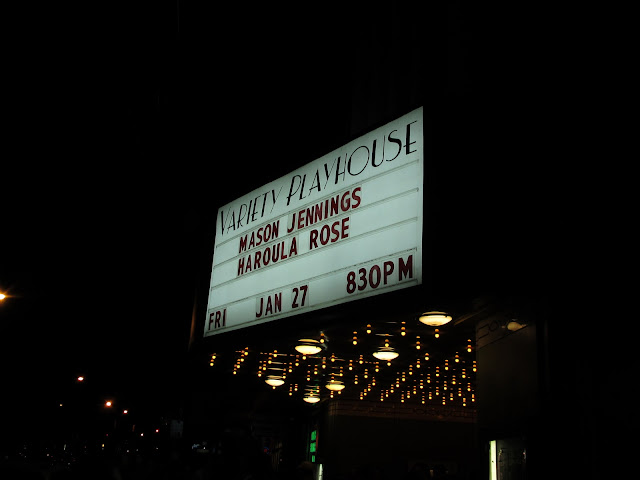 VARIETY PLAYHOUSE
MASON JENNINGS
HAROULA ROSE
FRI JAN 27 830PM